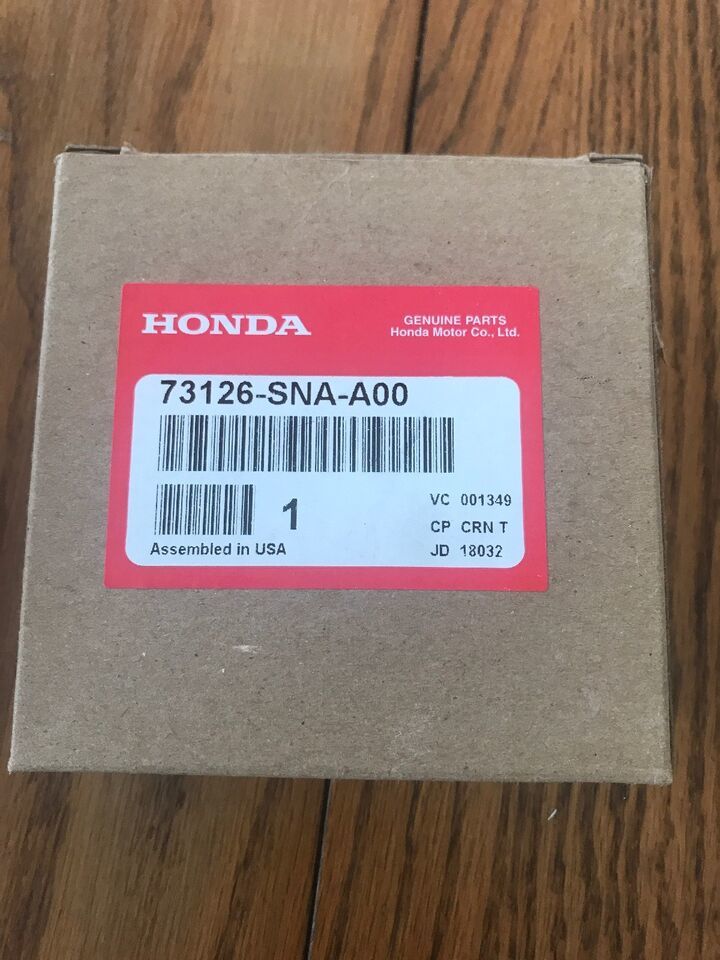 HONDA
GENUINE PARTS
Honda Motor Co., Ltd.
73126-SNA-A00
1
VC 001349
CP CRN T
JD 18032
Assembled in USA